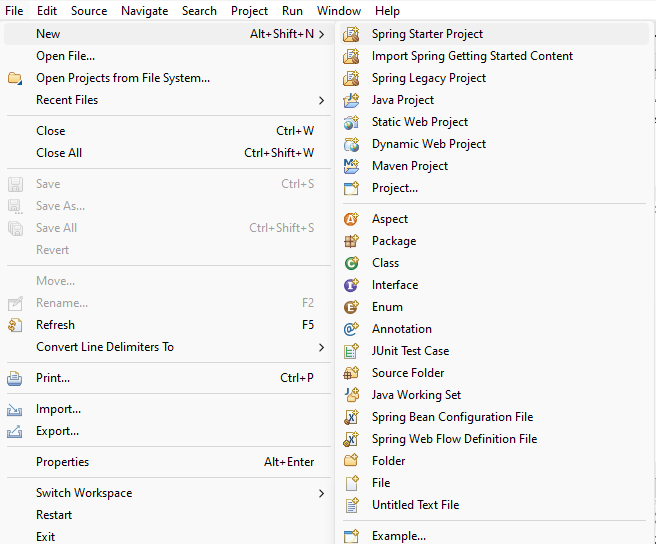 File Edit Source Navigate Search Project Run Window Help
New Alt+Shift+N
Open File...
Open Projects from File System...
Recent Files
Close Ctrl+W
Close All Ctrl+Shift+W
Save Ctrl+S
Save As...
Save All Ctrl+Shift+S
Revert
Move...
Rename... F2
Refresh F5
Convert Line Delimiters To
Print... Ctrl+P
Import...
Export...
Properties Alt+Enter
Switch Workspace
Restart
Exit
Spring Starter Project
Import Spring Getting Started Content
Spring Legacy Project
Java Project
Static Web Project
Dynamic Web Project
Maven Project
Project...
Aspect
Package
Class
Interface
Enum
Annotation
JUnit Test Case
Source Folder
Java Working Set
Spring Bean Configuration File
Spring Web Flow Definition File
Folder
File
Untitled Text File
Example...